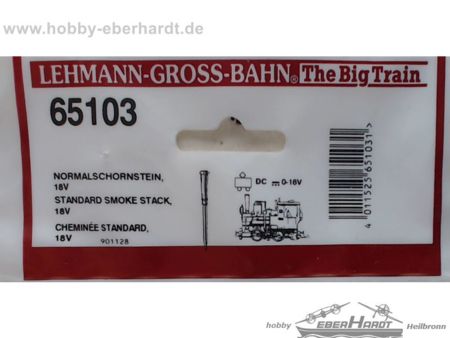 www.hobby-eberhardt.de
LEHMANN-GROSS-BAHN® The Big Train
65103
NORMALSCHORNSTEIN,
18V
STANDARD SMOKE STACK,
18V
CHEMINÉE STANDARD,
18V
901128
DC ⎓ 0-18V
4 011525 651031
hobby EBERHARDT Heilbronn